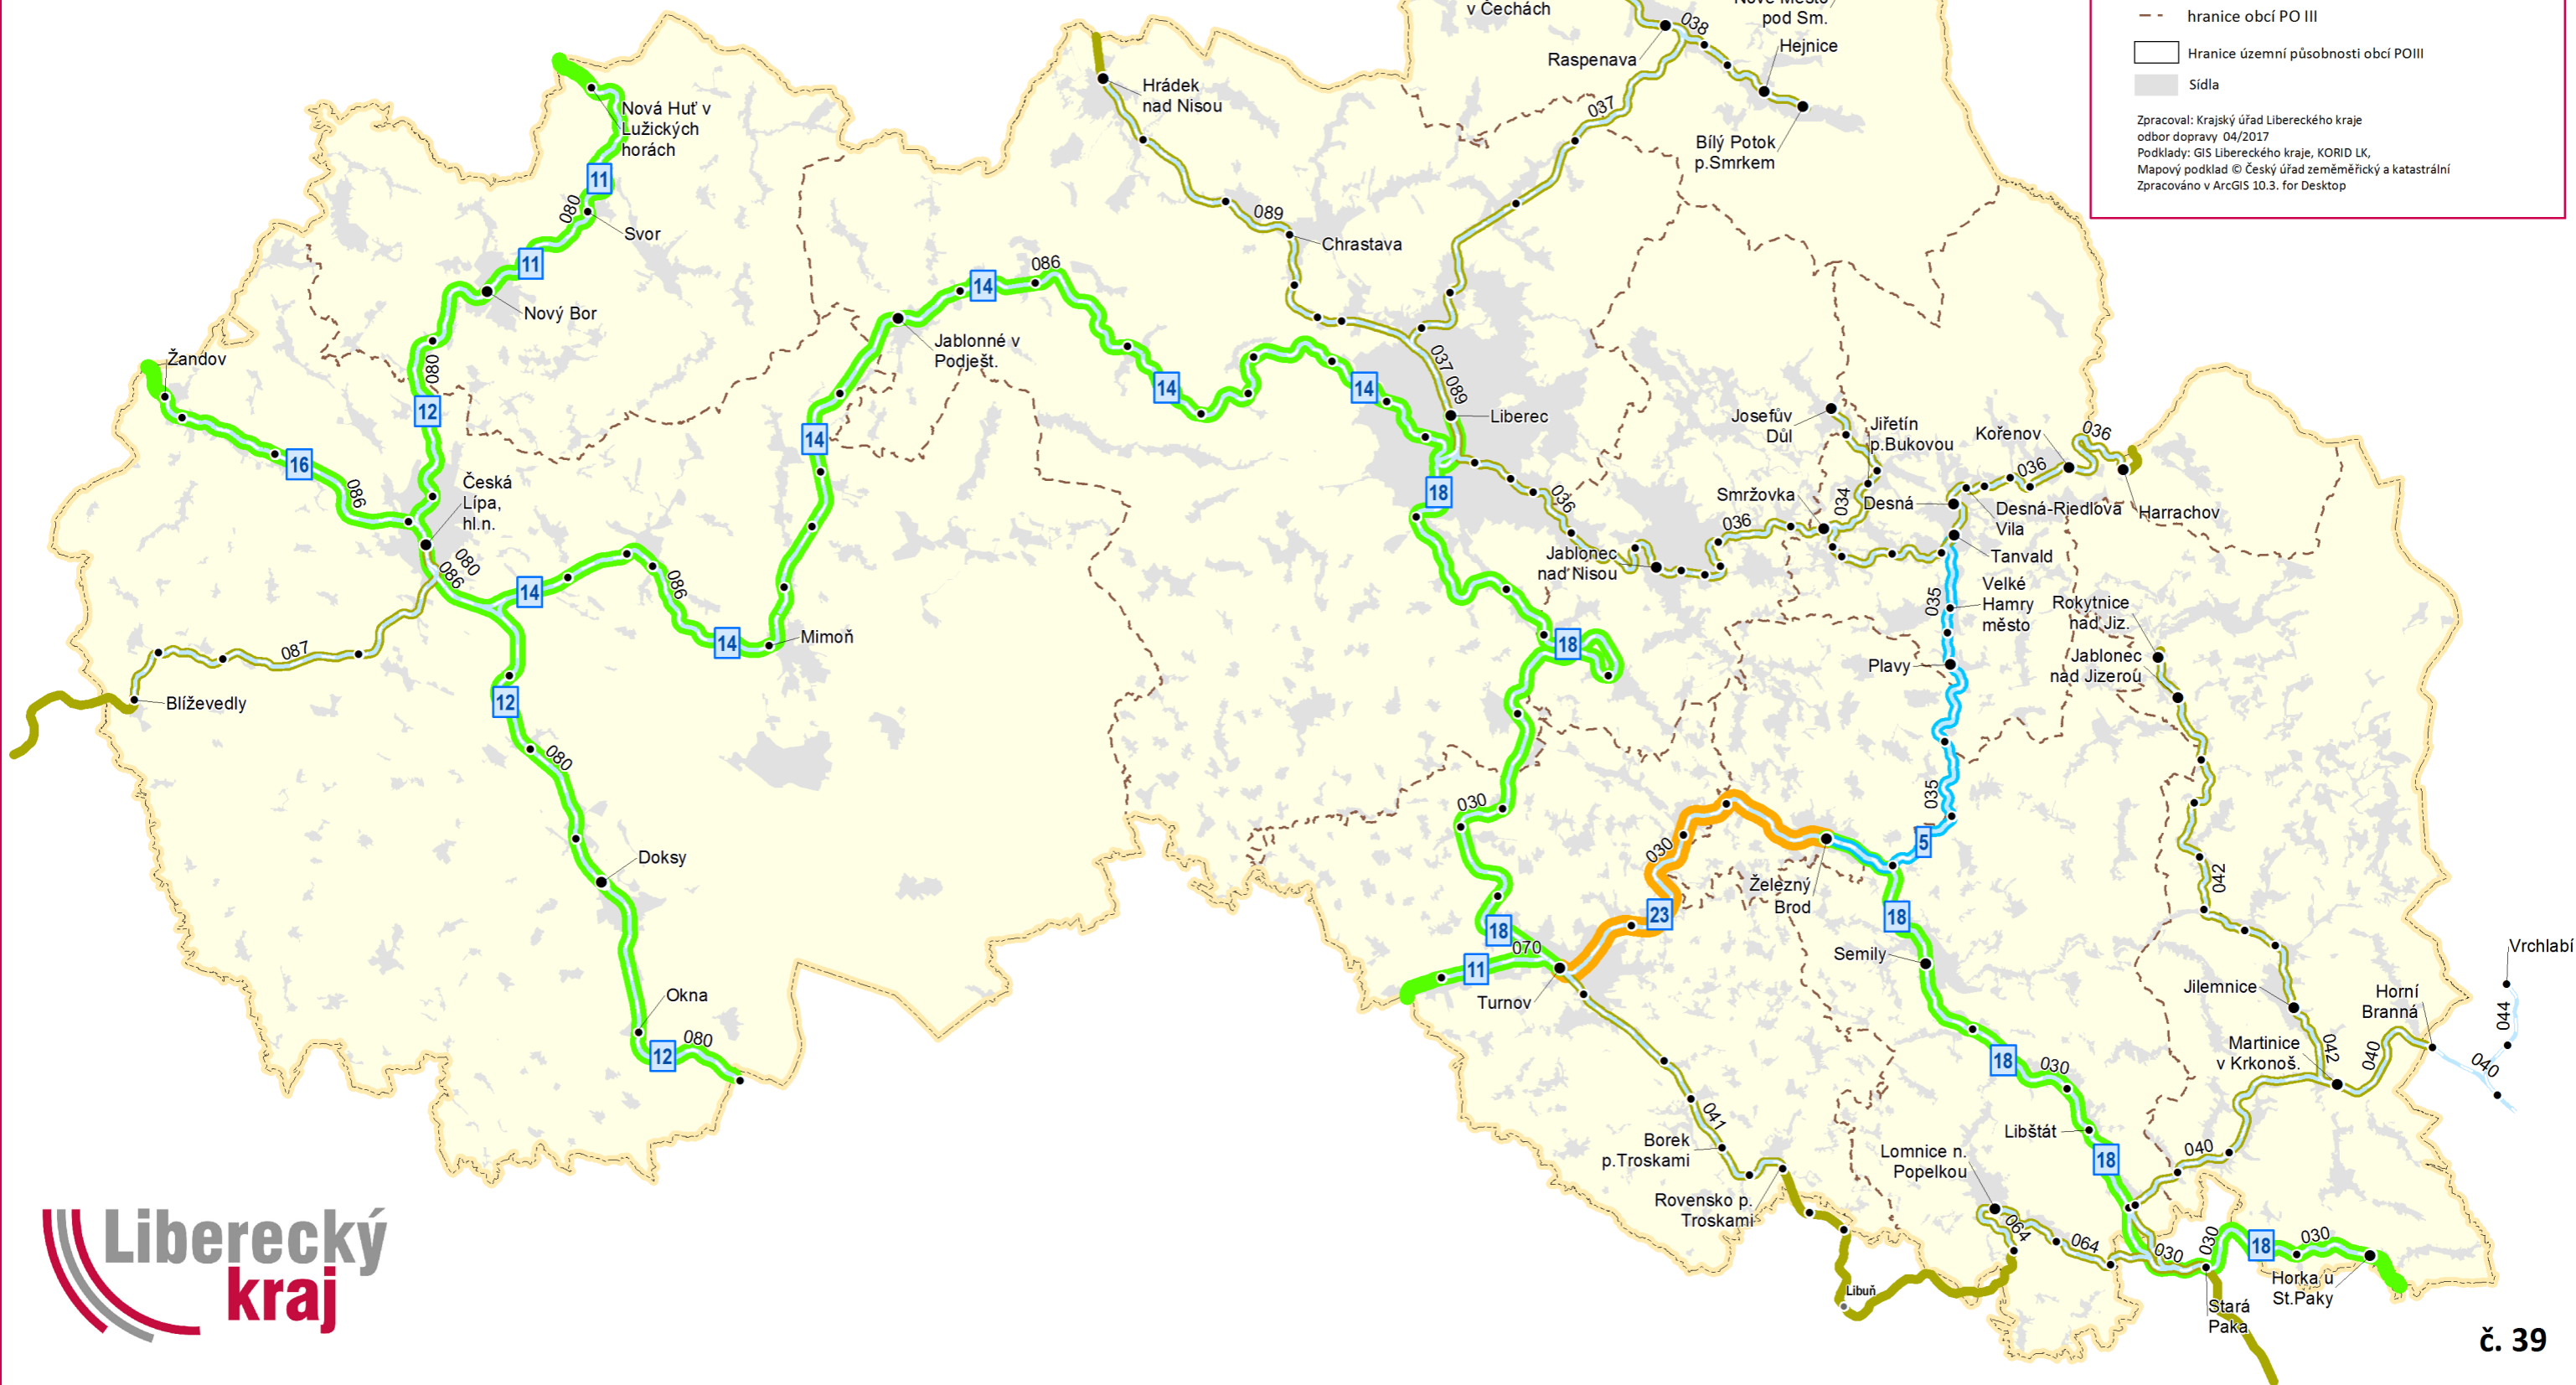 v Čechách
Nové Město
pod Sm.
038
Raspenava
Hejnice
037
Bílý Potok
p.Smrkem
hranice obcí PO III
Hranice územní působnosti obcí POIII
Sídla
Zpracoval: Krajský úřad Libereckého kraje
odbor dopravy 04/2017
Podklady: GIS Libereckého kraje, KORID LK,
Mapový podklad © Český úřad zeměměřický a katastrální
Zpracováno v ArcGIS 10.3. for Desktop
Hrádek
nad Nisou
Nová Huť v
Lužických
horách
11
080
Svor
11
Nový Bor
089
Chrastava
086
14
Jablonné v
Podješt.
Žandov
080
12
16
086
Česká
Lípa,
hl.n.
080
086
14
14
14
14
037 089
Liberec
18
036
Josefův
Důl
Jiřetín
p.Bukovou
Kořenov
036
036
Smržovka
034
Desná
Desná-Riedlova
Vila
Harrachov
036
Jablonec
nad Nisou
Tanvald
Velké
Hamry
město
035
Rokytnice
nad Jiz.
Jablonec
nad Jizerou
Plavy
086
14
Mimoň
087
Blíževedly
12
080
18
Doksy
030
035
5
030
Železný
Brod
042
23
18
18
070
11
Turnov
Semily
Vrchlabí
Okna
12
080
Jilemnice
Horní
Branná
044
Martinice
v Krkonoš.
042
040
040
18
030
041
Borek
p.Troskami
Libštát
Lomnice n.
Popelkou
18
040
Rovensko p.
Troskami
064
064
030
030
18
030
Horka u
St.Paky
Libuň
Stará
Paka
Liberecký
kraj
č. 39